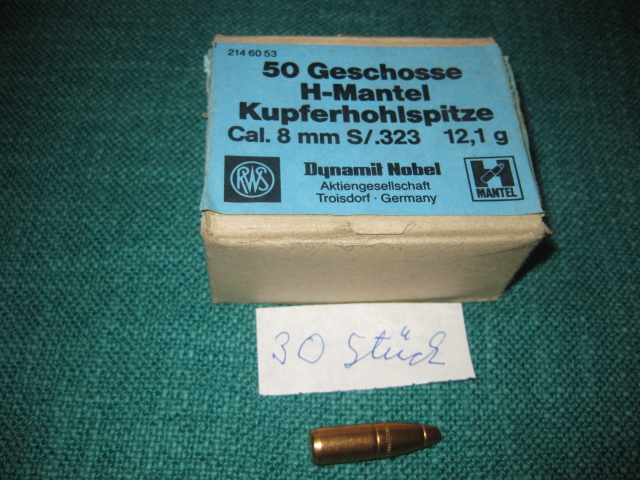 214 60 53
50 Geschosse
H-Mantel
Kupferhohlspitze
Cal. 8 mm S/.323 12,1 g
RWS
Dynamit Nobel
Aktiengesellschaft
Troisdorf · Germany
H
MANTEL
30 Stück